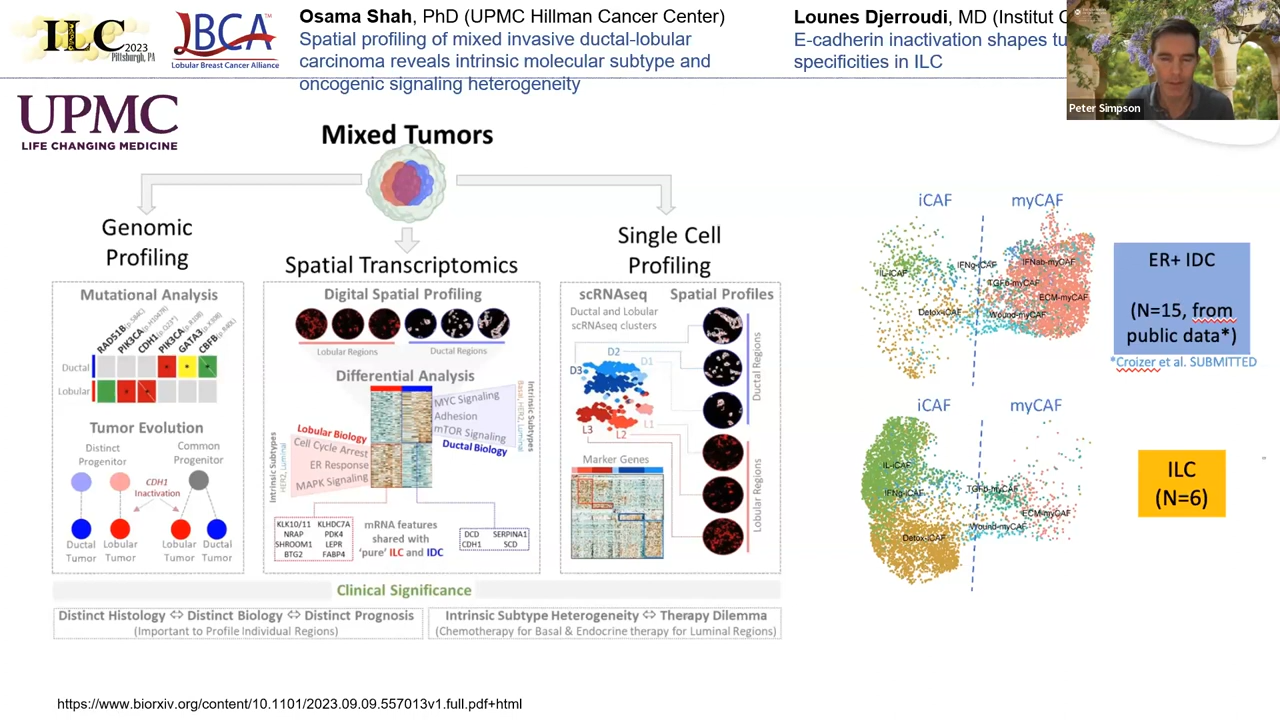 ILC 2023
Pittsburgh, PA
LBCA
Lobular Breast Cancer Alliance
Osama Shah, PhD (UPMC Hillman Cancer Center)
Spatial profiling of mixed invasive ductal-lobular
carcinoma reveals intrinsic molecular subtype and
oncogenic signaling heterogeneity
Lounes Djerroudi, MD (Institut
E-cadherin inactivation shapes
specificities in ILC
Peter Simpson
UPMC
LIFE CHANGING MEDICINE
Mixed Tumors
Genomic
Profiling
Mutational Analysis
RAD51B
PIK3CA
CDH1
PIK3CA
GATA3
CBFB
Ductal
Lobular
Tumor Evolution
Distinct
Progenitor
Common
Progenitor
CDH1
Inactivation
Ductal
Tumor
Lobular
Tumor
Lobular
Tumor
Ductal
Tumor
Spatial Transcriptomics
Digital Spatial Profiling
Lobular Regions
Ductal Regions
Differential Analysis
MYC Signaling
Adhesion
mTOR Signaling
Ductal Biology
Intrinsic Subtypes
Basal, HER2, Luminal
Lobular Biology
Cell Cycle Arrest
ER Response
MAPK Signaling
Intrinsic Subtypes
HER2, Luminal
KLK10/11 KLHDC7A
NRAP PDK4
SHROOM1 LEPR
BTG2 FABP4
mRNA features
shared with
'pure' ILC and IDC
DCD SERPINA1
CDH1 SCD
Single Cell
Profiling
scRNAseq
Ductal and Lobular
scRNAseq clusters
Spatial Profiles
D2
D1
D3
L1
L2
L3
Marker Genes
Ductal Regions
Lobular Regions
Clinical Significance
Distinct Histology ⇔ Distinct Biology ⇔ Distinct Prognosis
(Important to Profile Individual Regions)
Intrinsic Subtype Heterogeneity ⇔ Therapy Dilemma
(Chemotherapy for Basal & Endocrine therapy for Luminal Regions)
iCAF
myCAF
IL-iCAF
IFNg-iCAF
IFNab-myCAF
TGFb-myCAF
ECM-myCAF
Detox-iCAF
Wound-myCAF
ER+ IDC
(N=15, from
public data*)
*Croizer et al. SUBMITTED
iCAF
myCAF
IL-iCAF
IFNg-iCAF
TGFb-myCAF
ECM-myCAF
Wound-myCAF
Detox-iCAF
ILC
(N=6)
https://www.biorxiv.org/content/10.1101/2023.09.09.557013v1.full.pdf+html